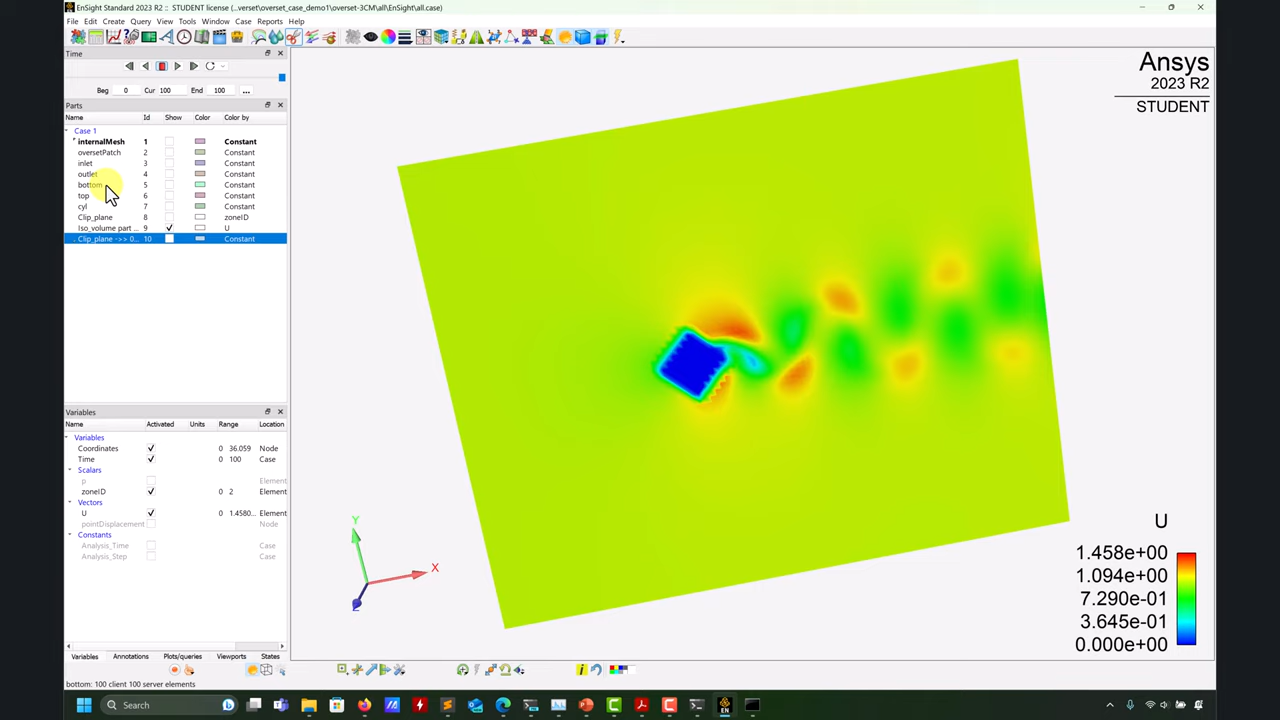 EnSight Standard 2023 R2 :: STUDENT license (...verset/overset_case_demo1/overset-3CM\all\EnSight/all.case)
File Edit Create Query View Tools Window Case Reports Help
Time
Beg 0 Cur 100 End 100 ...
Parts
Name Id Show Color Color by
Case 1
internalMesh 1 Constant
oversetPatch 2 Constant
inlet 3 Constant
outlet 4 Constant
bottom 5 Constant
top 6 Constant
cyl 7 Constant
Clip_plane 8 zoneID
Iso_volume part ... 9 U
Clip_plane ->> 0... 10 Constant
Variables
Name Activated Units Range Location
Variables
Coordinates 0 36.059 Node
Time 0 100 Case
Scalars
p Element
zoneID 0 2 Element
Vectors
U 0 1.4580... Element
pointDisplacement Node
Constants
Analysis_Time Case
Analysis_Step Case
Variables Annotations Plots/queries Viewports States
bottom: 100 client 100 server elements
Ansys
2023 R2
STUDENT
Y
X
Z
U
1.458e+00
1.094e+00
7.290e-01
3.645e-01
0.000e+00
Search
EN